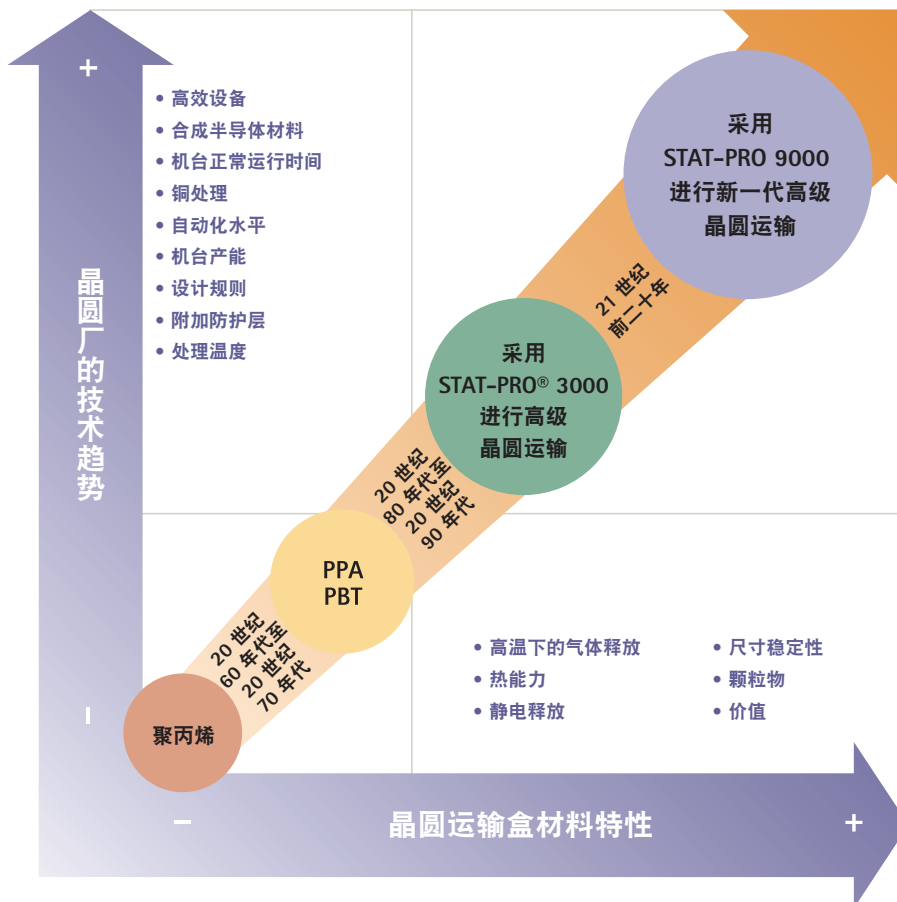 +
• 高效设备
• 合成半导体材料
• 机台正常运行时间
• 铜处理
• 自动化水平
• 机台产能
• 设计规则
• 附加防护层
• 处理温度
晶圆厂的技术趋势
–
采用
STAT-PRO 9000
进行新一代高级
晶圆运输
21 世纪
前二十年
采用
STAT-PRO® 3000
进行高级
晶圆运输
20 世纪
80 年代至
20 世纪
90 年代
PPA
PBT
20 世纪
60 年代至
20 世纪
70 年代
聚丙烯
• 高温下的气体释放
• 热能力
• 静电释放
• 尺寸稳定性
• 颗粒物
• 价值
–
晶圆运输盒材料特性
+